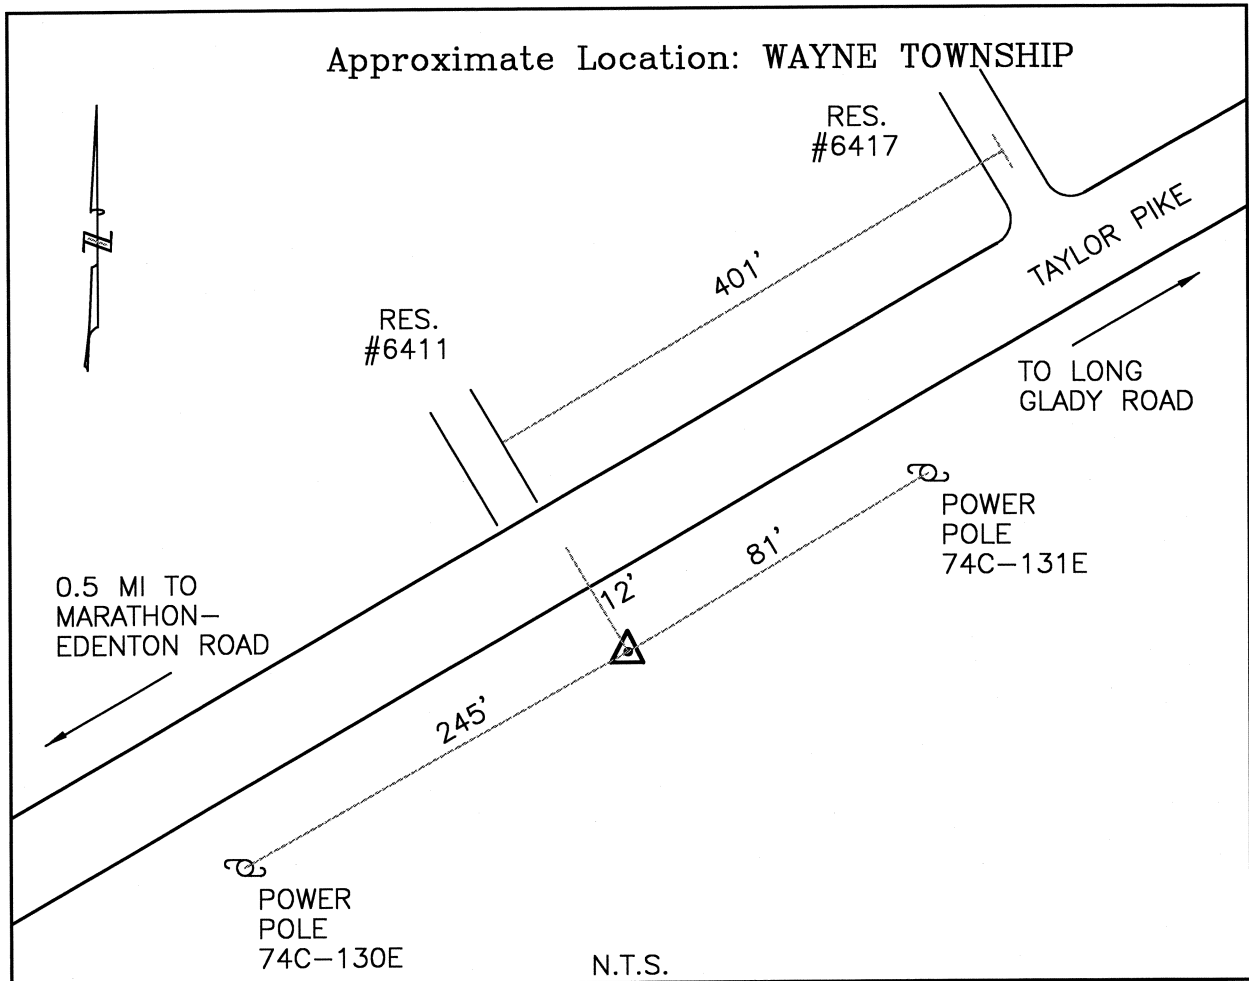 Approximate Location: WAYNE TOWNSHIP
RES.
#6417
TAYLOR PIKE
401'
N
RES.
#6411
TO LONG
GLADY ROAD
POWER
POLE
74C-131E
81'
12'
0.5 MI TO
MARATHON-
EDENTON ROAD
245'
POWER
POLE
74C-130E
N.T.S.